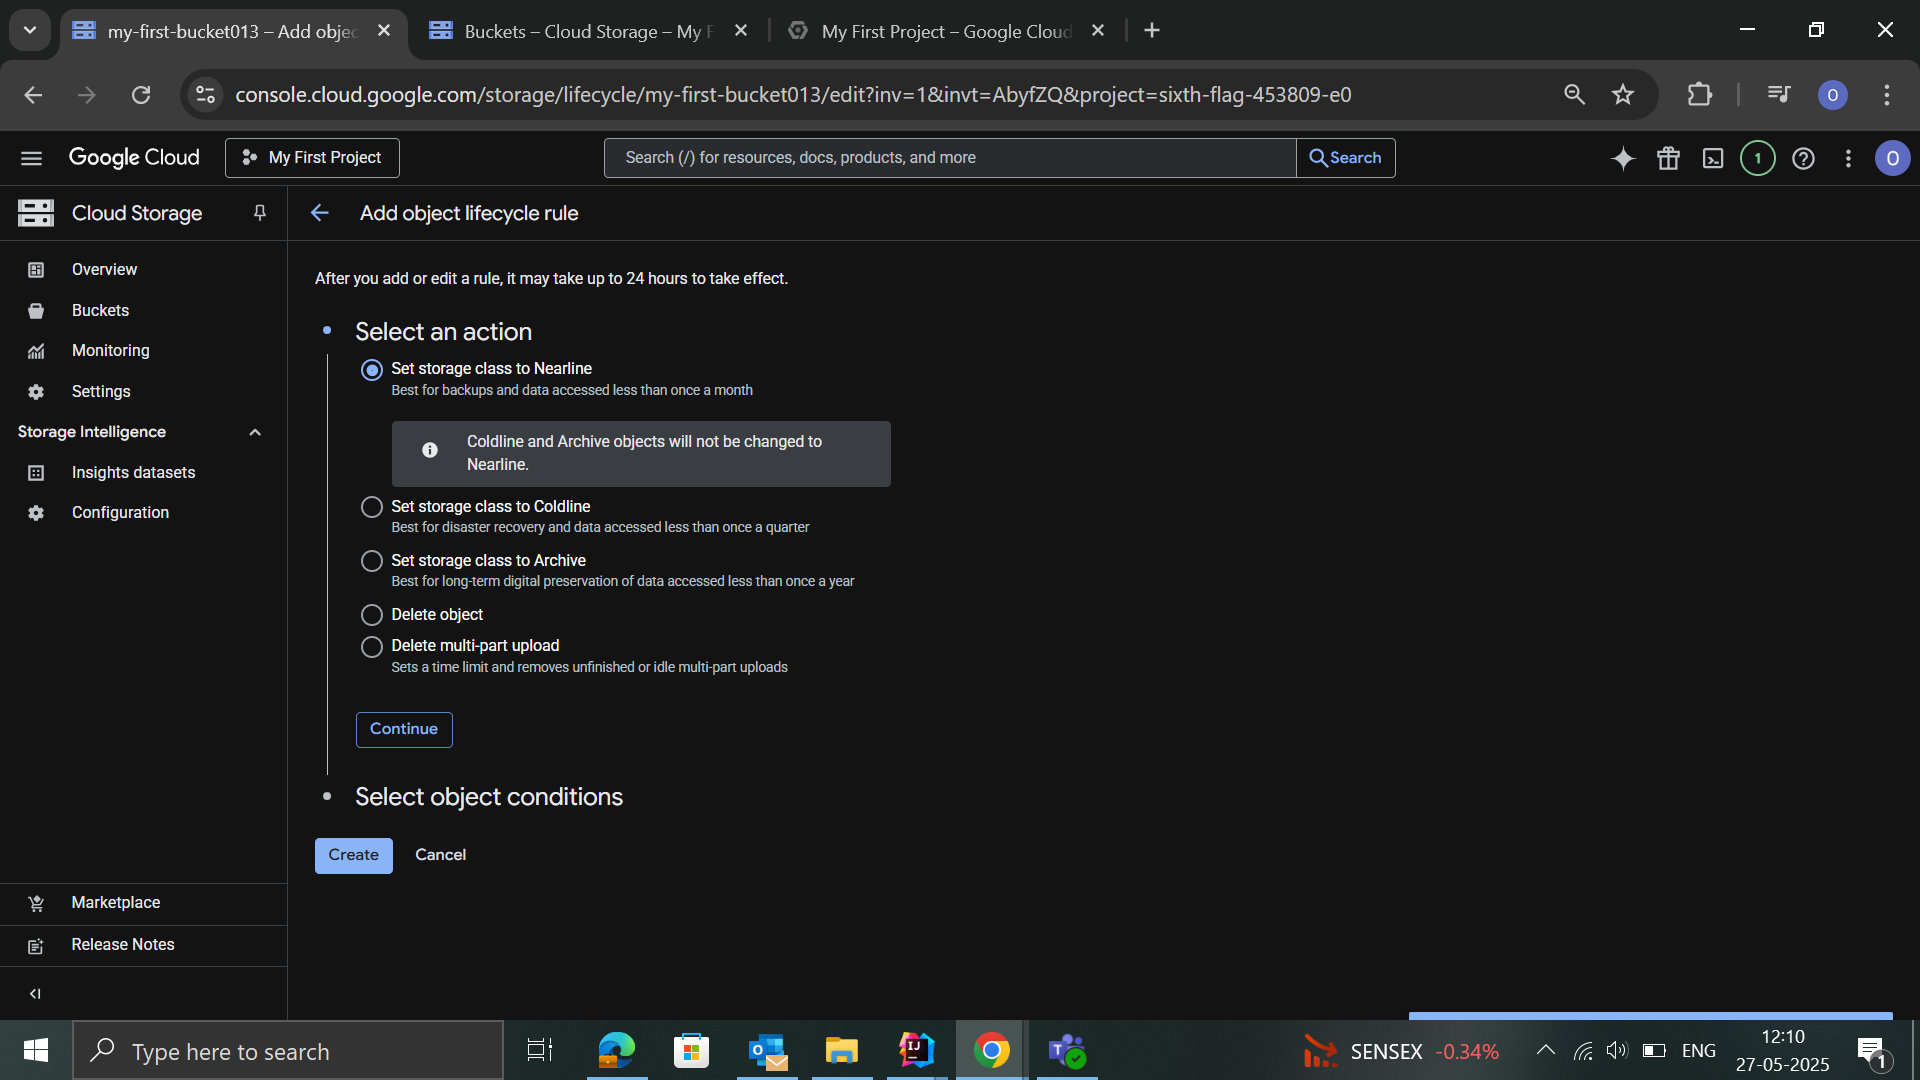 my-first-bucket013 – Add objec
Buckets – Cloud Storage – My F
My First Project – Google Cloud
console.cloud.google.com/storage/lifecycle/my-first-bucket013/edit?inv=1&invt=AbyfZQ&project=sixth-flag-453809-e0
O
Google Cloud
My First Project
Search (/) for resources, docs, products, and more
Search
1
O
Cloud Storage
Add object lifecycle rule
Overview
Buckets
Monitoring
Settings
Storage Intelligence
Insights datasets
Configuration
Marketplace
Release Notes
After you add or edit a rule, it may take up to 24 hours to take effect.
Select an action
Set storage class to Nearline
Best for backups and data accessed less than once a month
Coldline and Archive objects will not be changed to
Nearline.
Set storage class to Coldline
Best for disaster recovery and data accessed less than once a quarter
Set storage class to Archive
Best for long-term digital preservation of data accessed less than once a year
Delete object
Delete multi-part upload
Sets a time limit and removes unfinished or idle multi-part uploads
Continue
Select object conditions
Create
Cancel
Type here to search
SENSEX -0.34%
ENG
12:10
27-05-2025
1